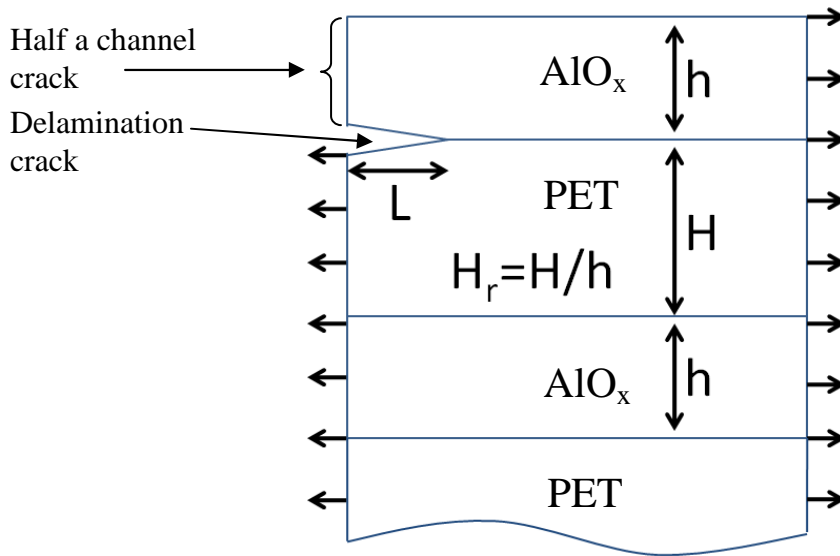 Half a channel
crack
Delamination
crack
AlOₓ
h
L
PET
H
Hᵣ=H/h
AlOₓ
h
PET